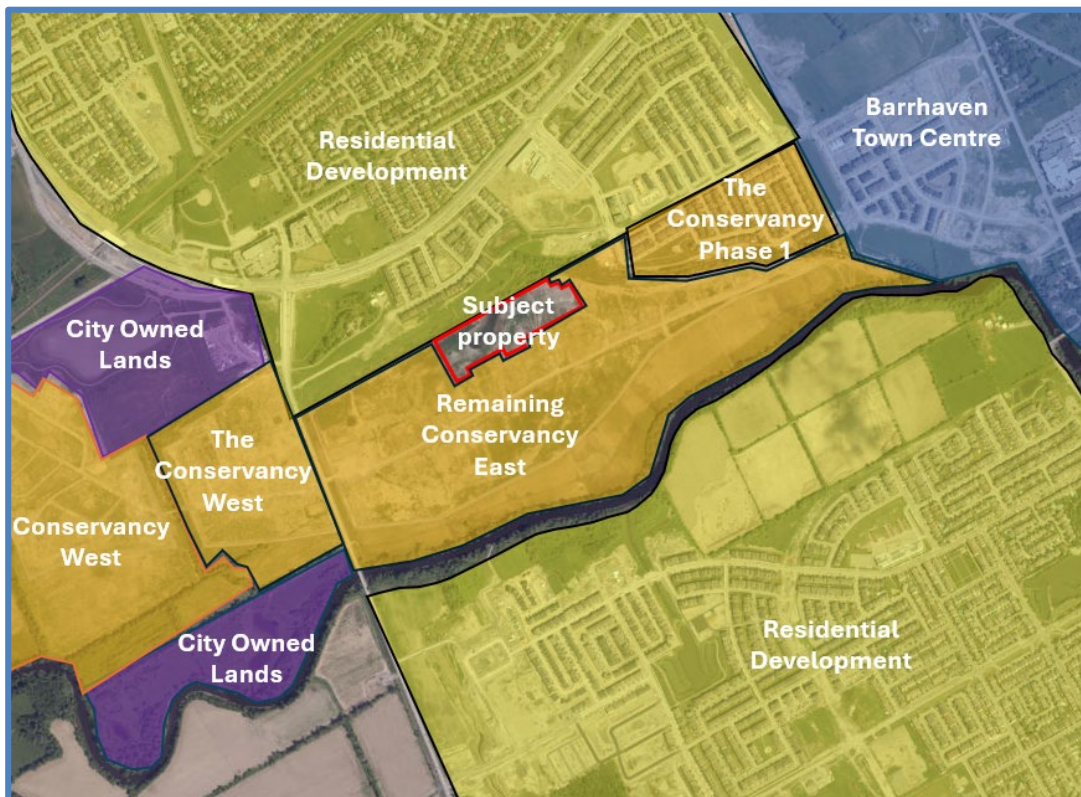 Residential
Development
Barrhaven
Town Centre
The
Conservancy
Phase 1
Subject
property
City Owned
Lands
The
Conservancy
West
Remaining
Conservancy
East
Conservancy
West
City Owned
Lands
Residential
Development